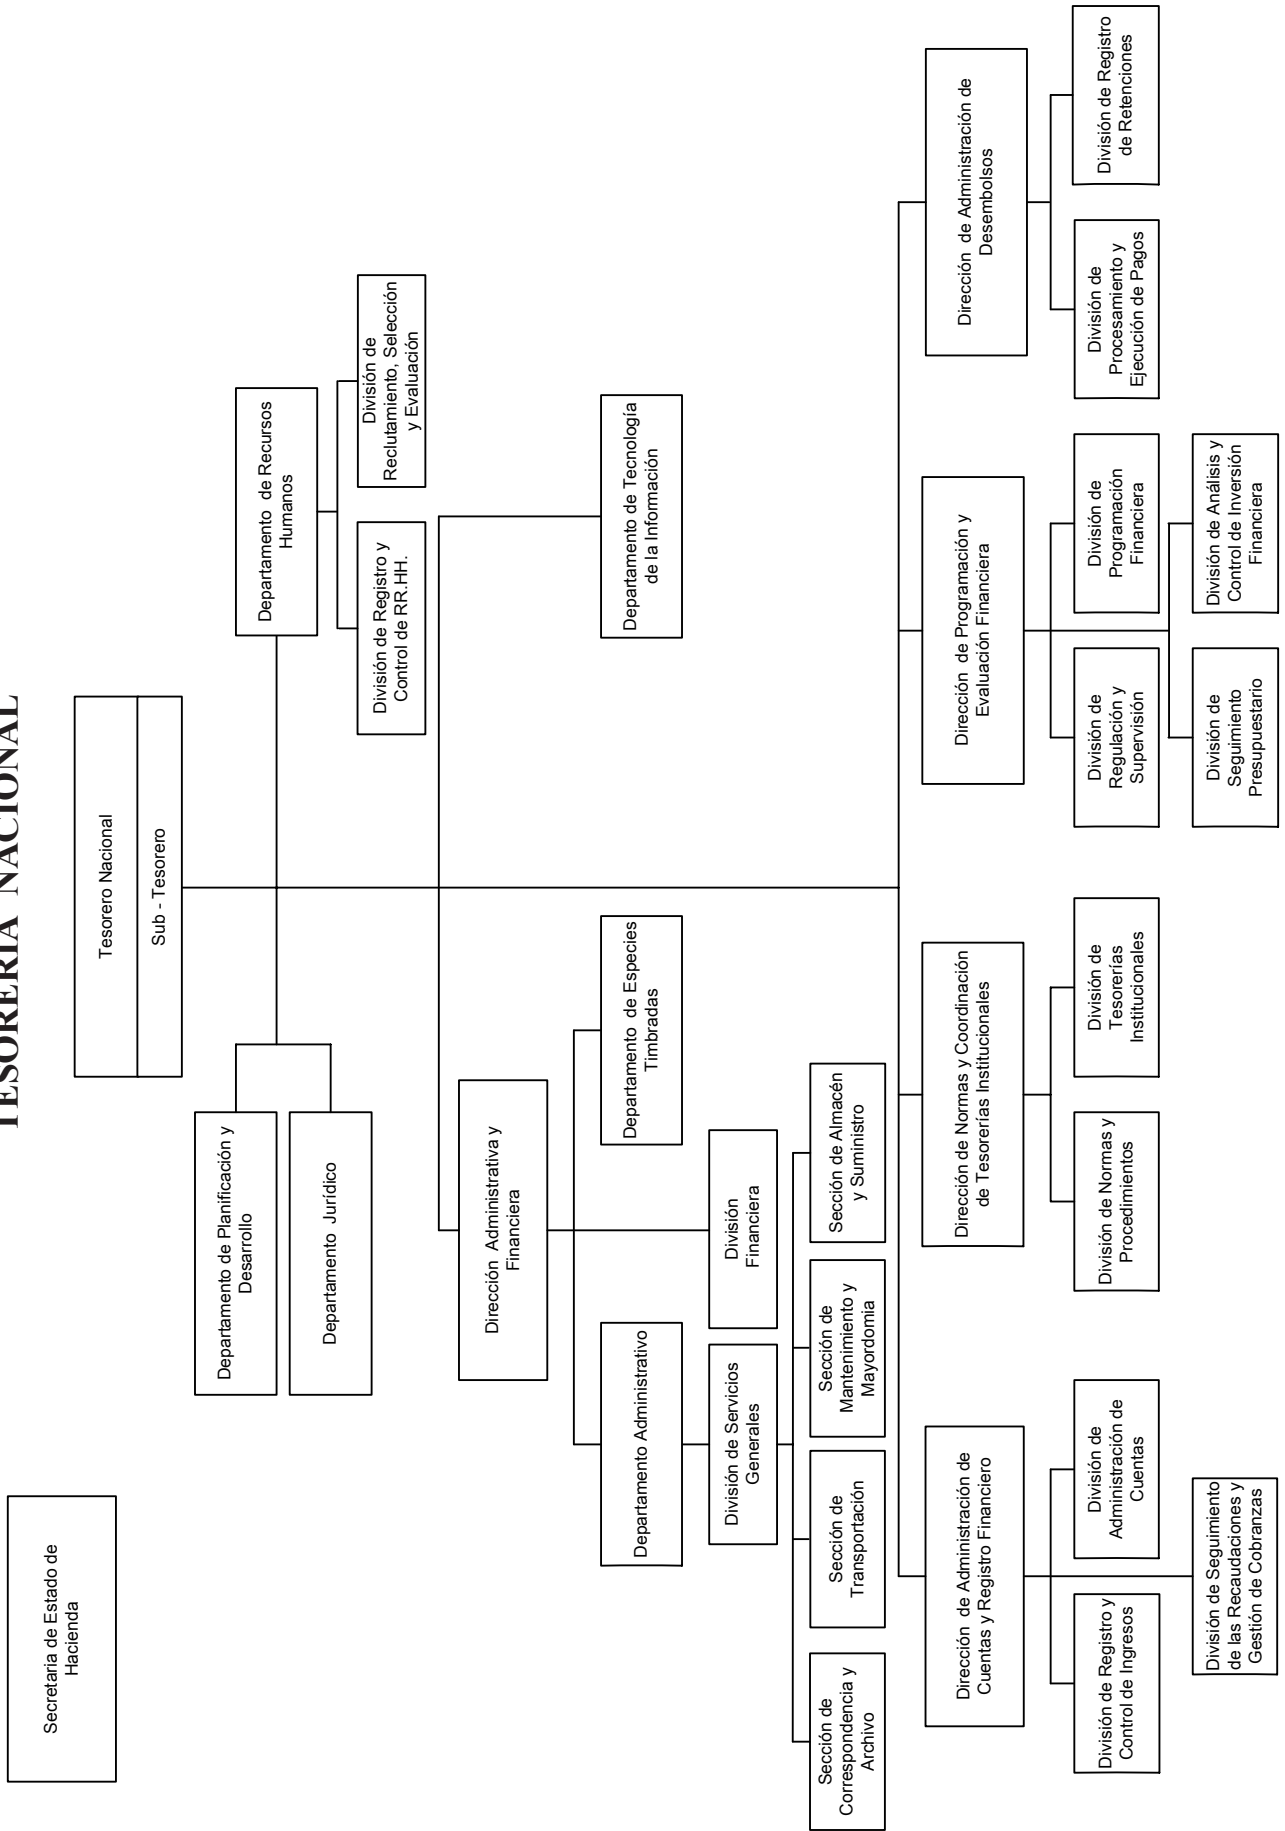 TESORERIA NACIONAL
Secretaria de Estado de
Hacienda
Tesorero Nacional
Sub - Tesorero
Departamento de Planificación y
Desarrollo
Departamento Jurídico
Departamento de Recursos
Humanos
División de Registro y
Control de RR.HH.
División de
Reclutamiento, Selección
y Evaluación
Dirección Administrativa y
Financiera
Departamento Administrativo
Departamento de Especies
Timbradas
Departamento de Tecnología
de la Información
División de Servicios
Generales
División
Financiera
Sección de
Correspondencia y
Archivo
Sección de
Transportación
Sección de
Mantenimiento y
Mayordomia
Sección de Almacén
y Suministro
Dirección de Administración de
Cuentas y Registro Financiero
Dirección de Normas y Coordinación
de Tesorerías Institucionales
Dirección de Programación y
Evaluación Financiera
Dirección de Administración de
Desembolsos
División de Registro y
Control de Ingresos
División de
Administración de
Cuentas
División de Normas y
Procedimientos
División de
Tesorerías
Institucionales
División de
Regulación y
Supervisión
División de
Programación
Financiera
División de
Procesamiento y
Ejecución de Pagos
División de Registro
de Retenciones
División de Seguimiento
de las Recaudaciones y
Gestión de Cobranzas
División de
Seguimiento
Presupuestario
División de Análisis y
Control de Inversión
Financiera